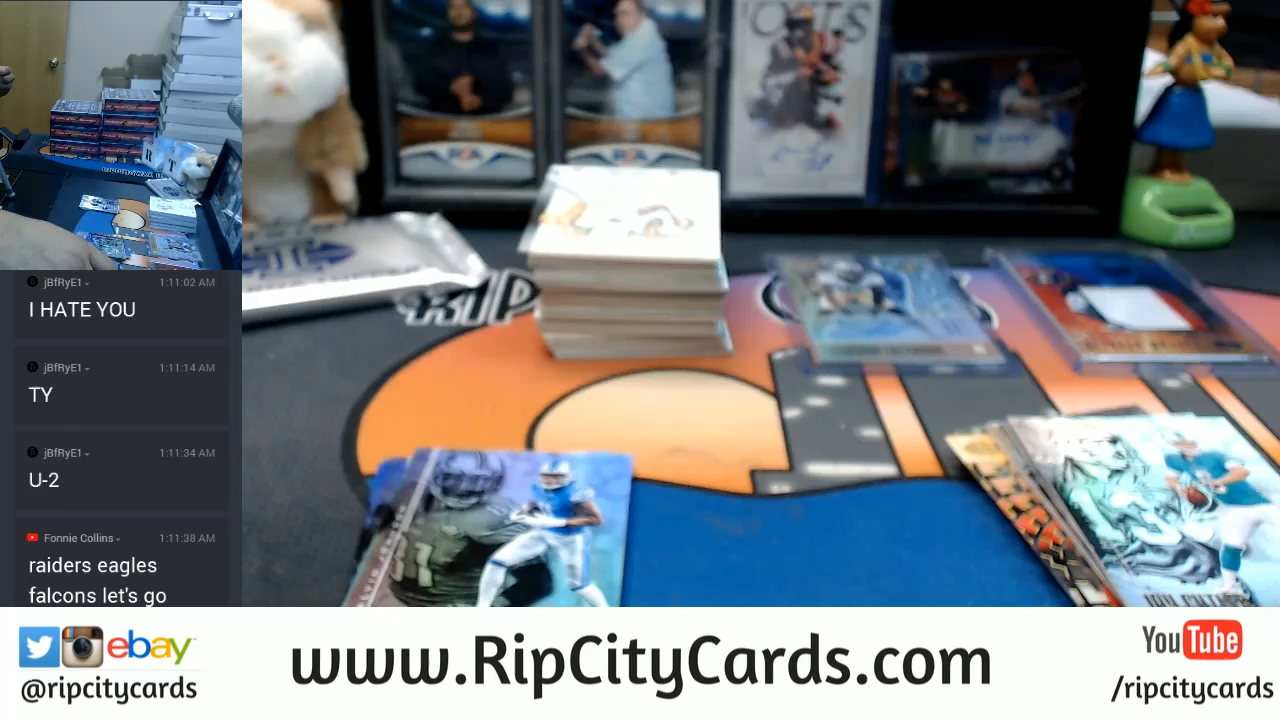 jBfRyE1
1:11:02 AM
I HATE YOU
jBfRyE1
1:11:14 AM
TY
jBfRyE1
1:11:34 AM
U-2
Fonnie Collins
1:11:38 AM
raiders eagles
falcons let's go
RIP
ebay
@ripcitycards
www.RipCityCards.com
YouTube
/ripcitycards